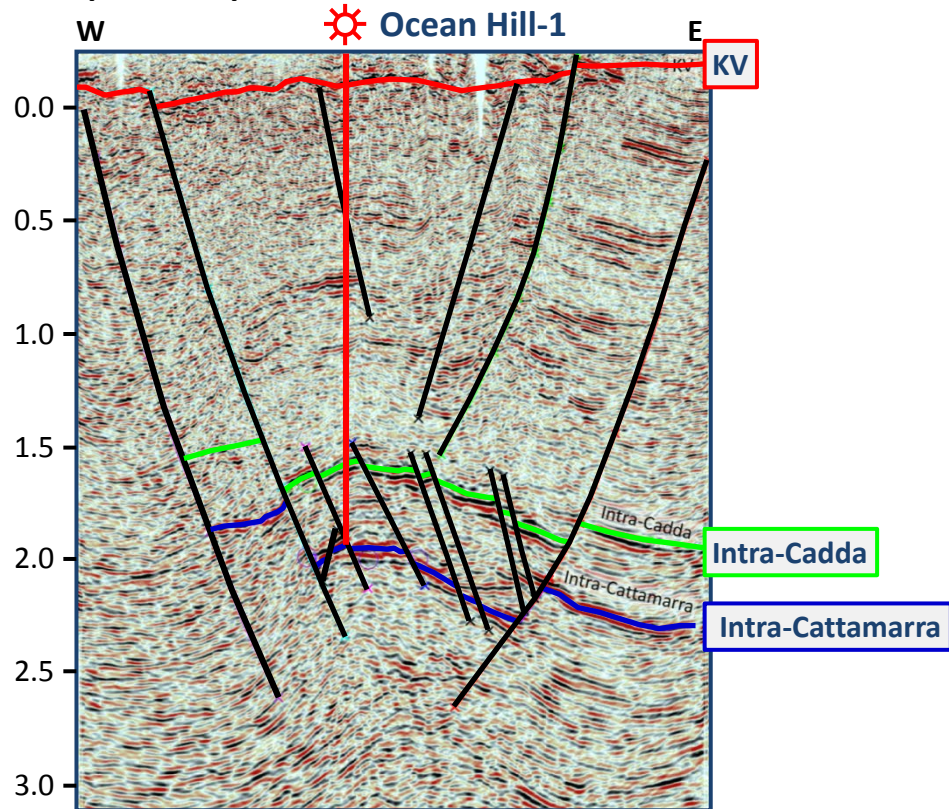 Ocean Hill-1
W
E
KV
KV
0.0
0.5
1.0
1.5
Intra-Cadda
2.0
Intra-Cadda
Intra-Cattamarra
Intra-Cattamarra
2.5
3.0